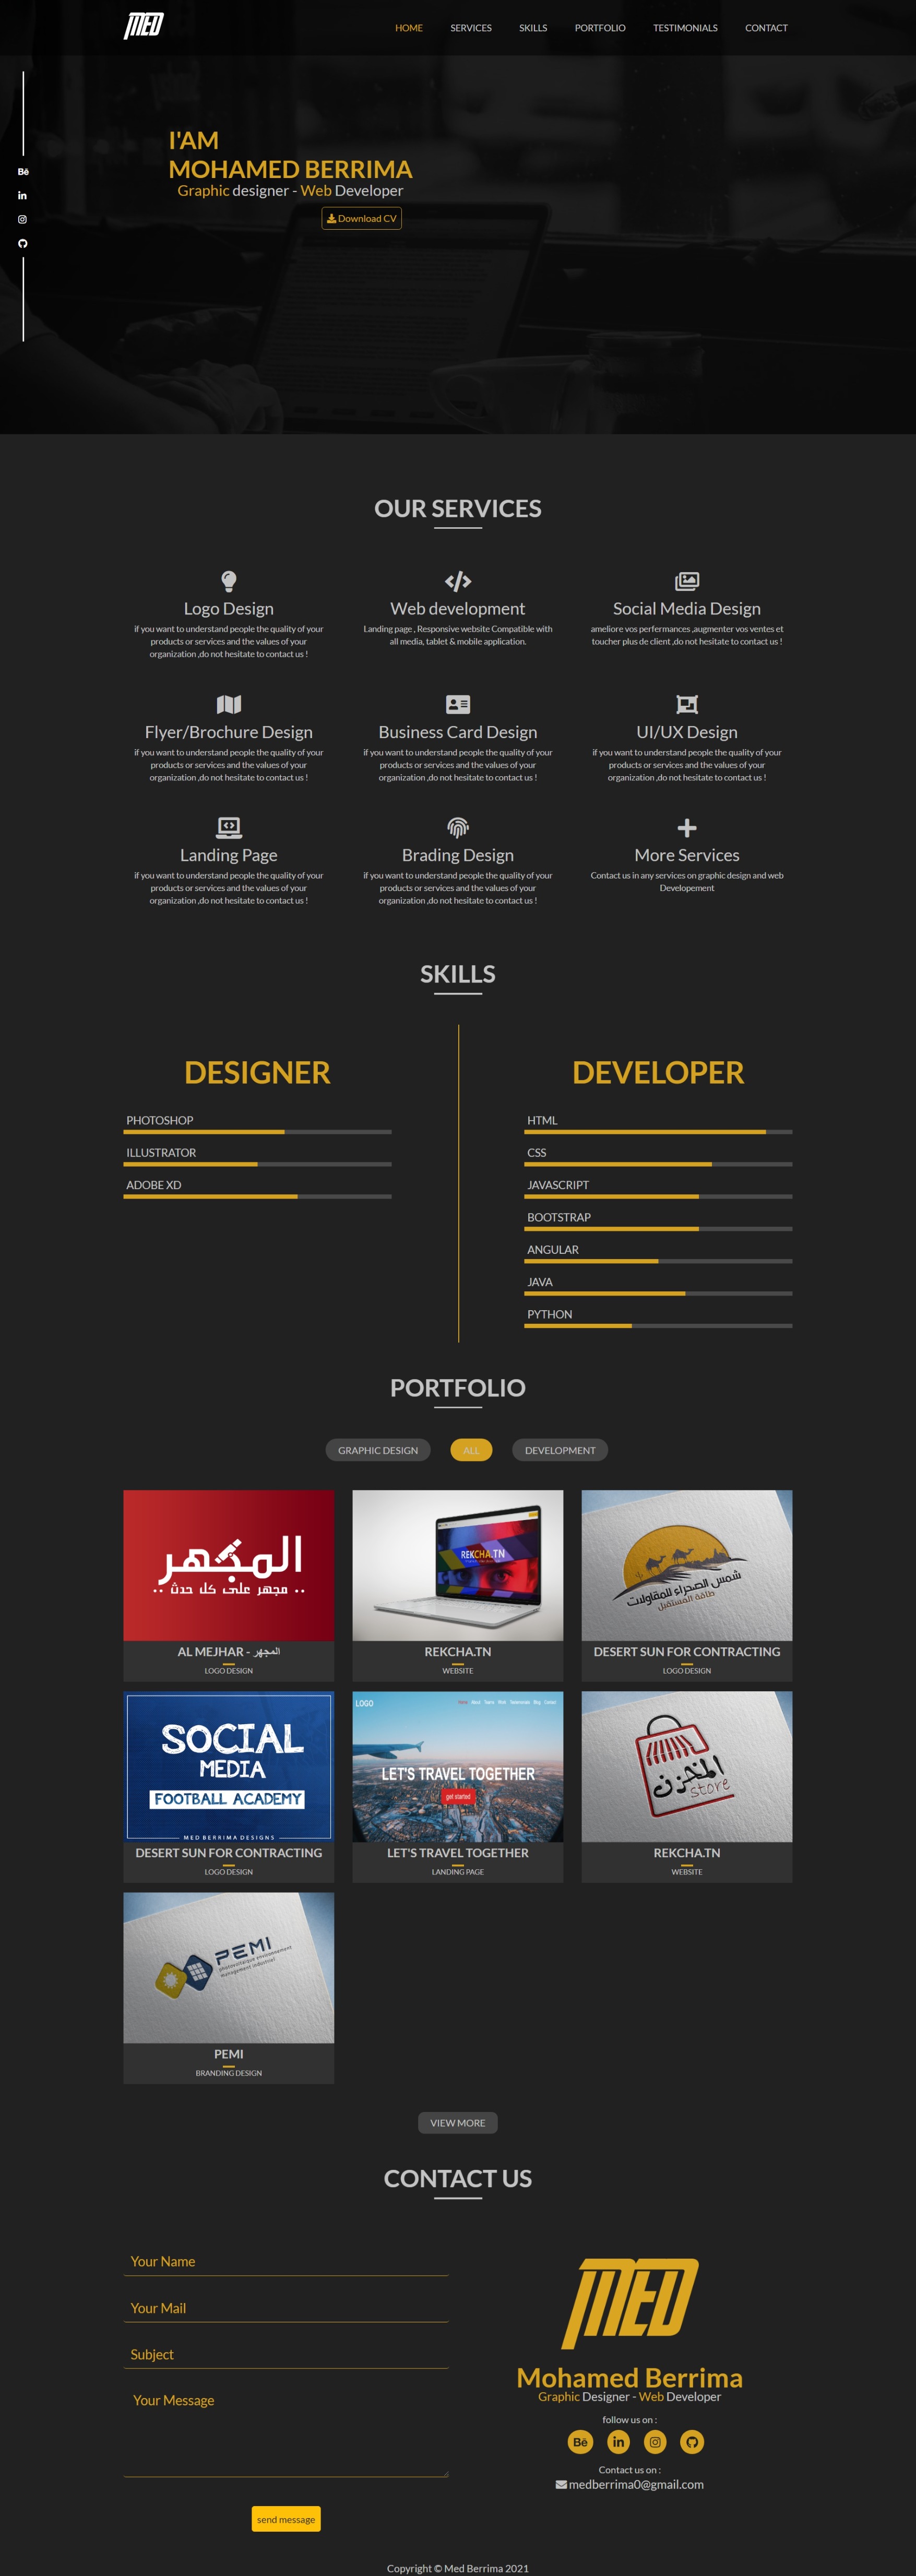 MED
HOME SERVICES SKILLS PORTFOLIO TESTIMONIALS CONTACT
I'AM
MOHAMED BERRIMA
Graphic designer - Web Developer
Download CV
Bē
in
OUR SERVICES
Logo Design
if you want to understand people the quality of your
products or services and the values of your
organization ,do not hesitate to contact us !
Web development
Landing page , Responsive website Compatible with
all media, tablet & mobile application.
Social Media Design
ameliore vos perfermances ,augmenter vos ventes et
toucher plus de client ,do not hesitate to contact us !
Flyer/Brochure Design
if you want to understand people the quality of your
products or services and the values of your
organization ,do not hesitate to contact us !
Business Card Design
if you want to understand people the quality of your
products or services and the values of your
organization ,do not hesitate to contact us !
UI/UX Design
if you want to understand people the quality of your
products or services and the values of your
organization ,do not hesitate to contact us !
Landing Page
if you want to understand people the quality of your
products or services and the values of your
organization ,do not hesitate to contact us !
Brading Design
if you want to understand people the quality of your
products or services and the values of your
organization ,do not hesitate to contact us !
More Services
Contact us in any services on graphic design and web
Developement
SKILLS
DESIGNER
PHOTOSHOP
ILLUSTRATOR
ADOBE XD
DEVELOPER
HTML
CSS
JAVASCRIPT
BOOTSTRAP
ANGULAR
JAVA
PYTHON
PORTFOLIO
GRAPHIC DESIGN ALL DEVELOPMENT
المجهر
.. مجهر على كل حدث ..
AL MEJHAR - المجهر
LOGO DESIGN
REKCHA.TN
REKCHA.TN
WEBSITE
شمس الصحراء للمقاولات
طاقة المستقبل
DESERT SUN FOR CONTRACTING
LOGO DESIGN
SOCIAL
MEDIA
FOOTBALL ACADEMY
MED BERRIMA DESIGNS
DESERT SUN FOR CONTRACTING
LOGO DESIGN
LOGO
Home About Teams Work Testimonials Blog Contact
LET'S TRAVEL TOGETHER
get started
LET'S TRAVEL TOGETHER
LANDING PAGE
المخزن
store
REKCHA.TN
WEBSITE
PEMI
photovoltaique environnement
management industriel
PEMI
BRANDING DESIGN
VIEW MORE
CONTACT US
Your Name
Your Mail
Subject
Your Message
send message
MED
Mohamed Berrima
Graphic Designer - Web Developer
follow us on :
Bē in
Contact us on :
medberrima0@gmail.com
Copyright © Med Berrima 2021